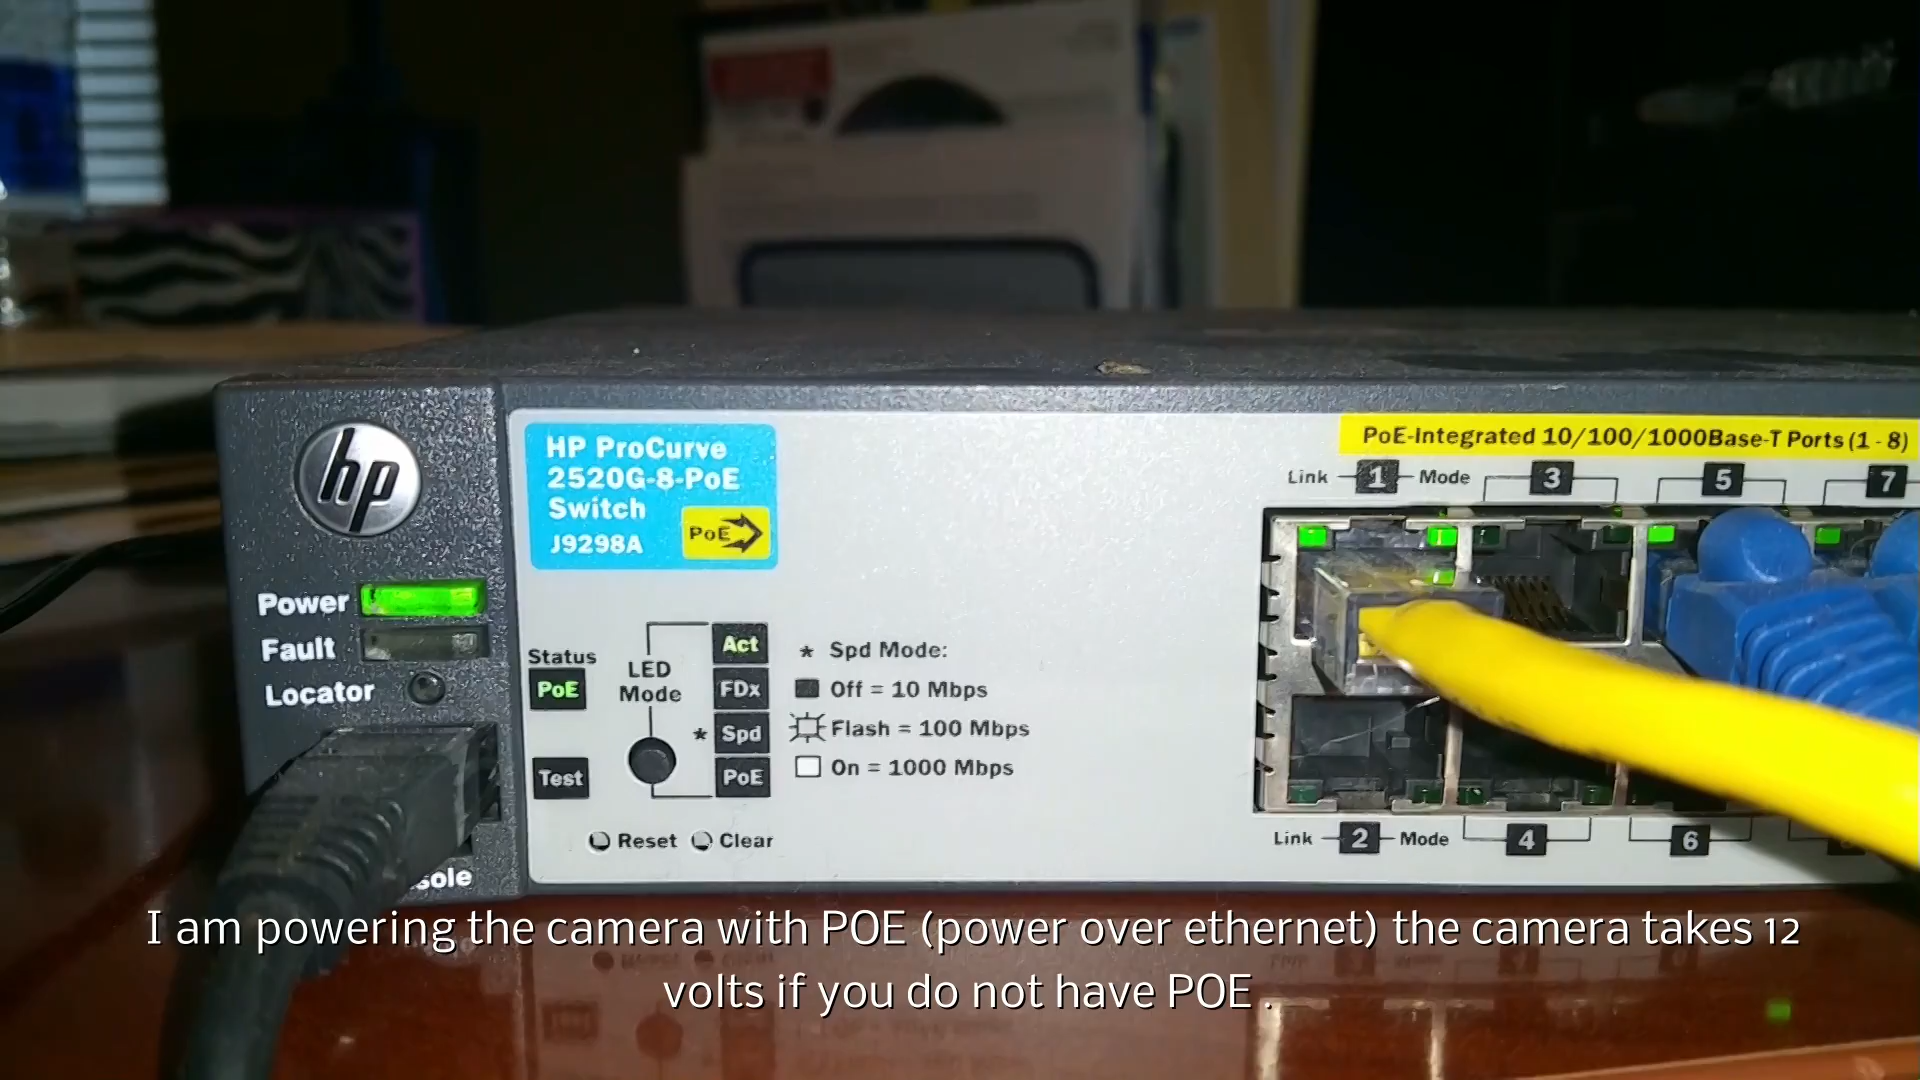 hp
HP ProCurve
2520G-8-PoE
Switch
J9298A
PoE
Power
Fault
Locator
sole
Status
PoE
Test
LED
Mode
Act
FDx
* Spd
PoE
* Spd Mode:
Off = 10 Mbps
Flash = 100 Mbps
On = 1000 Mbps
Reset Clear
PoE-Integrated 10/100/1000Base-T Ports (1 - 8)
Link 1 Mode 3 5 7
Link 2 Mode 4 6
I am powering the camera with POE (power over ethernet) the camera takes 12
volts if you do not have POE .